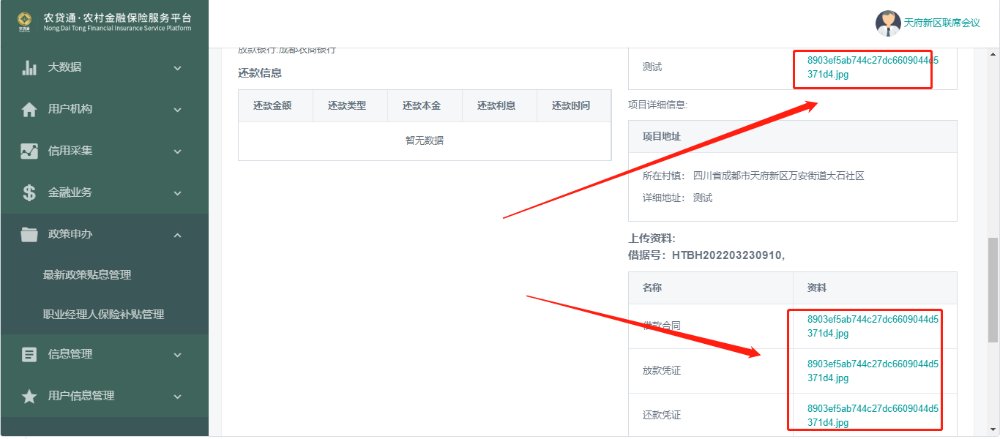 农贷通·农村金融保险服务平台
Nong Dai Tong Financial Insurance Service Platform
天府新区联席会议
大数据
用户机构
信用采集
金融业务
政策申办
最新政策贴息管理
职业经理人保险补贴管理
信息管理
用户信息管理
放款银行:成都农商银行
还款信息
还款金额 还款类型 还款本金 还款利息 还款时间
暂无数据
测试
8903ef5ab744c27dc6609044d5
371d4.jpg
项目详细信息:
项目地址
所在村镇： 四川省成都市天府新区万安街道大石社区
详细地址： 测试
上传资料:
借据号：HTBH202203230910,
名称 资料
借款合同
8903ef5ab744c27dc6609044d5
371d4.jpg
放款凭证
8903ef5ab744c27dc6609044d5
371d4.jpg
还款凭证
8903ef5ab744c27dc6609044d5
371d4.jpg